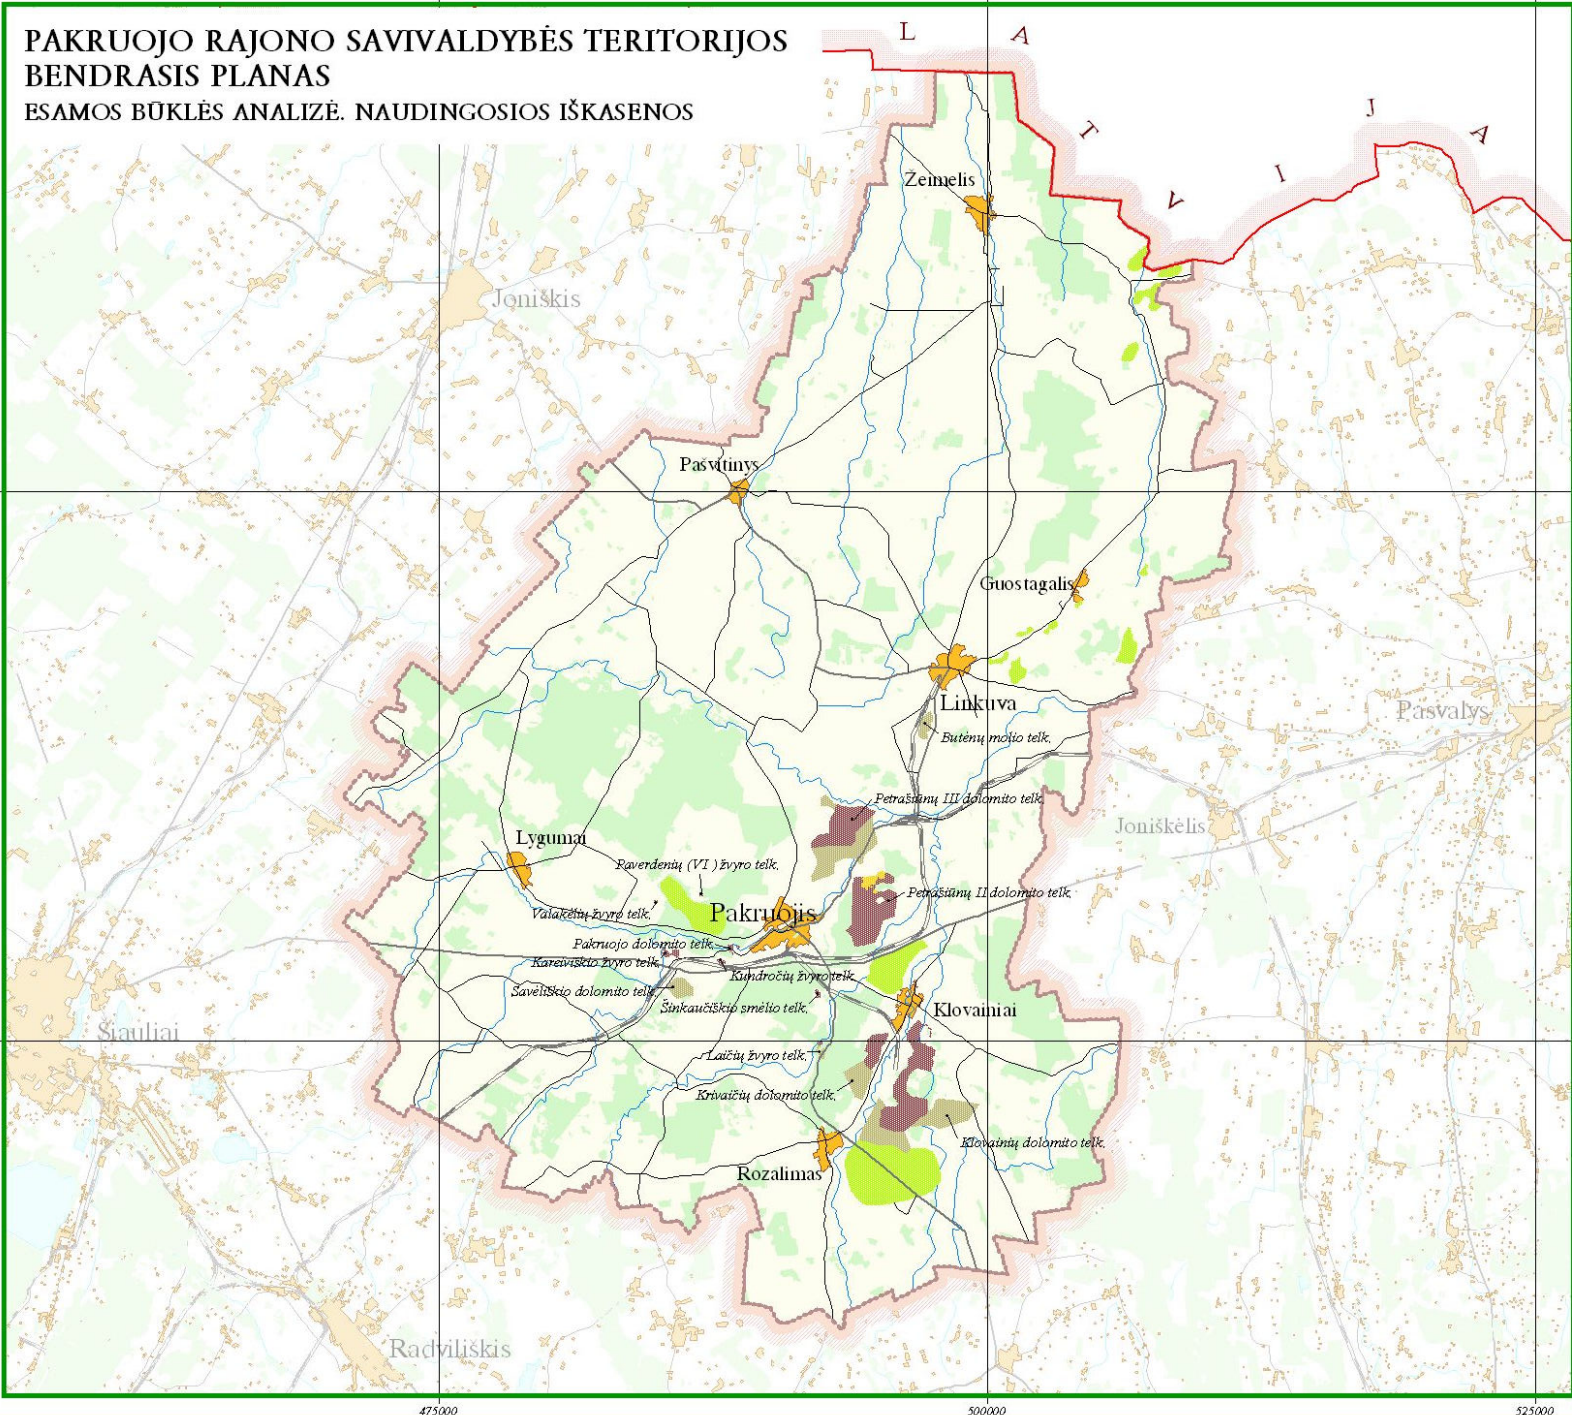 PAKRUOJO RAJONO SAVIVALDYBĖS TERITORIJOS
BENDRASIS PLANAS
ESAMOS BŪKLĖS ANALIZĖ. NAUDINGOSIOS IŠKASENOS
L A T V I J A
Žeimelis
Joniškis
Pašvitinys
Guostagalis
Linkuva
Pasvalys
Butėnų molio telk.
Petrašiūnų III dolomito telk.
Joniškėlis
Lygumai
Raverdenių (VI ) žvyro telk.
Petrašiūnų II dolomito telk.
Valakėlių žvyro telk.
Pakruojis
Pakruojo dolomito telk.
Kareiviškio žvyro telk.
Kundročių žvyro telk.
Savėliškio dolomito telk.
Šinkaučiškio smėlio telk.
Klovainiai
Šiauliai
Laičių žvyro telk.
Krivaičių dolomito telk.
Klovainių dolomito telk.
Rozalimas
Radviliškis
475000
500000
525000